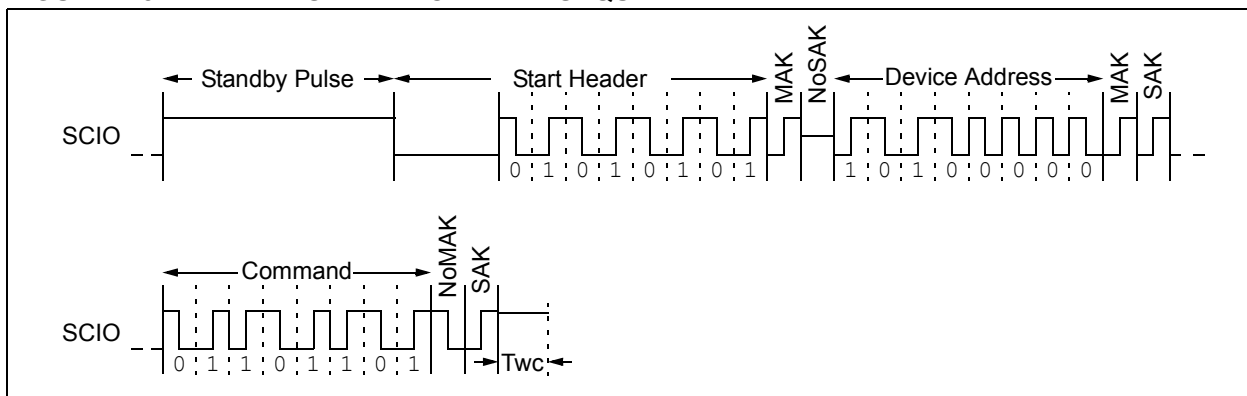 Standby Pulse Start Header MAK NoSAK Device Address MAK SAK
SCIO
0 1 0 1 0 1 0 1 1 0 1 0 0 0 0 0
Command NoMAK SAK
SCIO
0 1 1 0 1 1 0 1 Twc